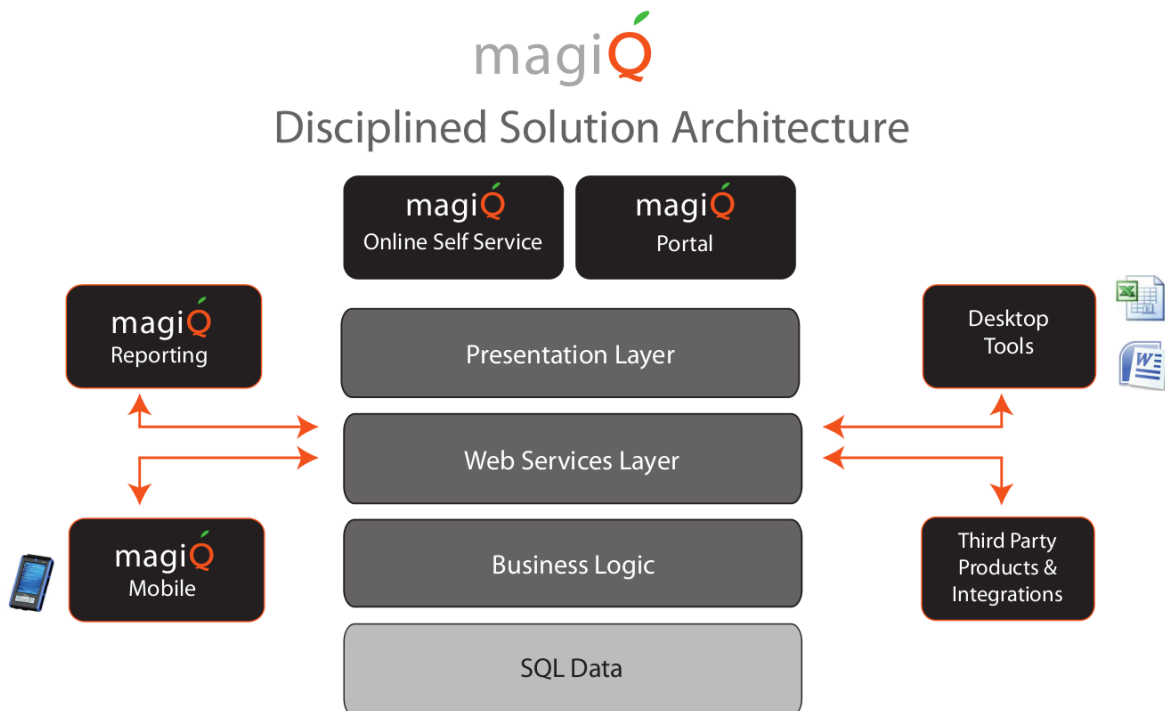 magiQ
Disciplined Solution Architecture
magiQ
Online Self Service
magiQ
Portal
magiQ
Reporting
Desktop
Tools
Presentation Layer
Web Services Layer
magiQ
Mobile
Business Logic
Third Party
Products &
Integrations
SQL Data